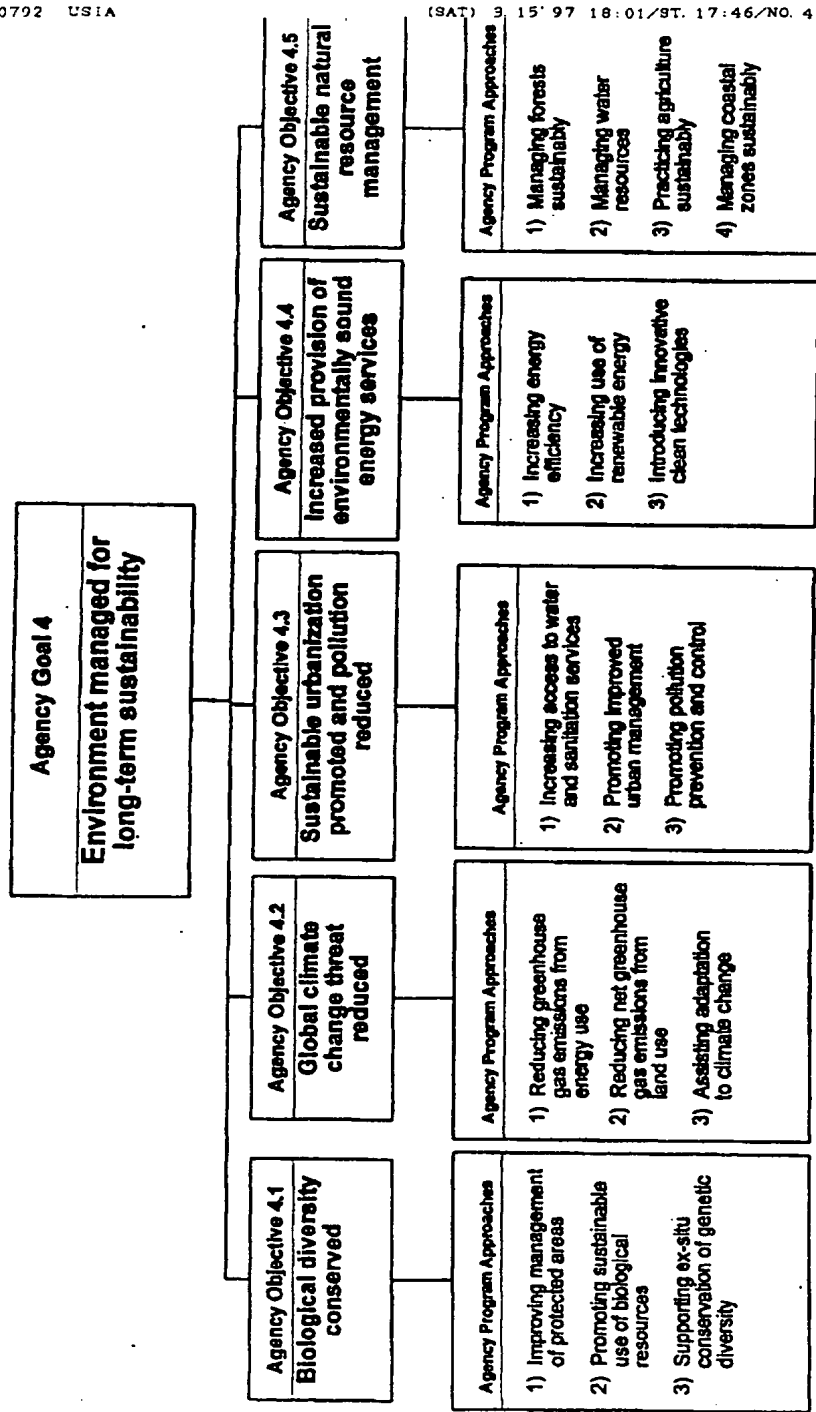 0792 USIA
(SAT) 3. 15' 97 18:01/ST. 17:46/NO. 4
Agency Goal 4
Environment managed for
long-term sustainability
Agency Objective 4.1
Biological diversity
conserved
Agency Program Approaches
1) Improving management
of protected areas
2) Promoting sustainable
use of biological
resources
3) Supporting ex-situ
conservation of genetic
diversity
Agency Objective 4.2
Global climate
change threat
reduced
Agency Program Approaches
1) Reducing greenhouse
gas emissions from
energy use
2) Reducing net greenhouse
gas emissions from
land use
3) Assisting adaptation
to climate change
Agency Objective 4.3
Sustainable urbanization
promoted and pollution
reduced
Agency Program Approaches
1) Increasing access to water
and sanitation services
2) Promoting improved
urban management
3) Promoting pollution
prevention and control
Agency Objective 4.4
Increased provision of
environmentally sound
energy services
Agency Program Approaches
1) Increasing energy
efficiency
2) Increasing use of
renewable energy
3) Introducing innovative
clean technologies
Agency Objective 4.5
Sustainable natural
resource
management
Agency Program Approaches
1) Managing forests
sustainably
2) Managing water
resources
3) Practicing agriculture
sustainably
4) Managing coastal
zones sustainably